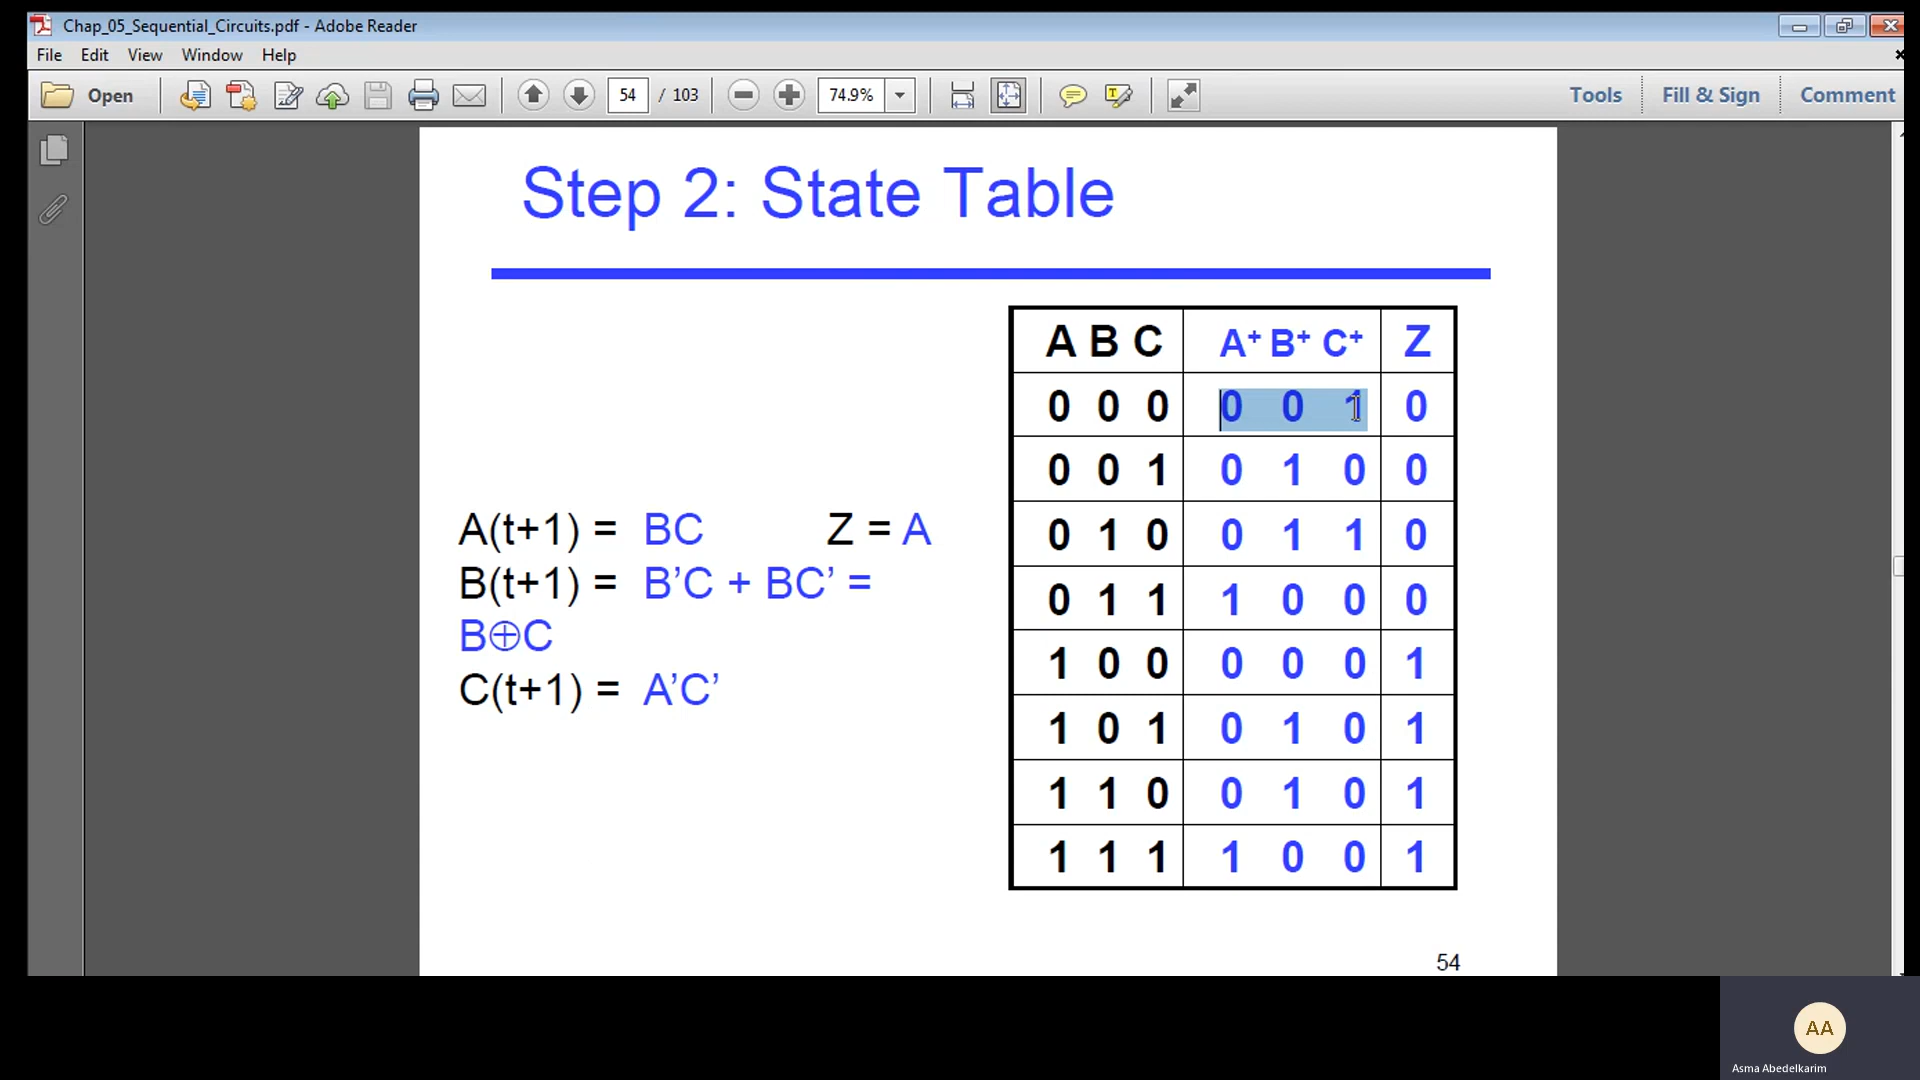 Chap_05_Sequential_Circuits.pdf - Adobe Reader
File Edit View Window Help
Open 54 / 103 74.9% Tools Fill & Sign Comment
Step 2: State Table
A(t+1) = BC Z = A
B(t+1) = B’C + BC’ =
B⊕C
C(t+1) = A’C’
A B C A⁺ B⁺ C⁺ Z
0 0 0 0 0 1 0
0 0 1 0 1 0 0
0 1 0 0 1 1 0
0 1 1 1 0 0 0
1 0 0 0 0 0 1
1 0 1 0 1 0 1
1 1 0 0 1 0 1
1 1 1 1 0 0 1
54
AA
Asma Abedelkarim